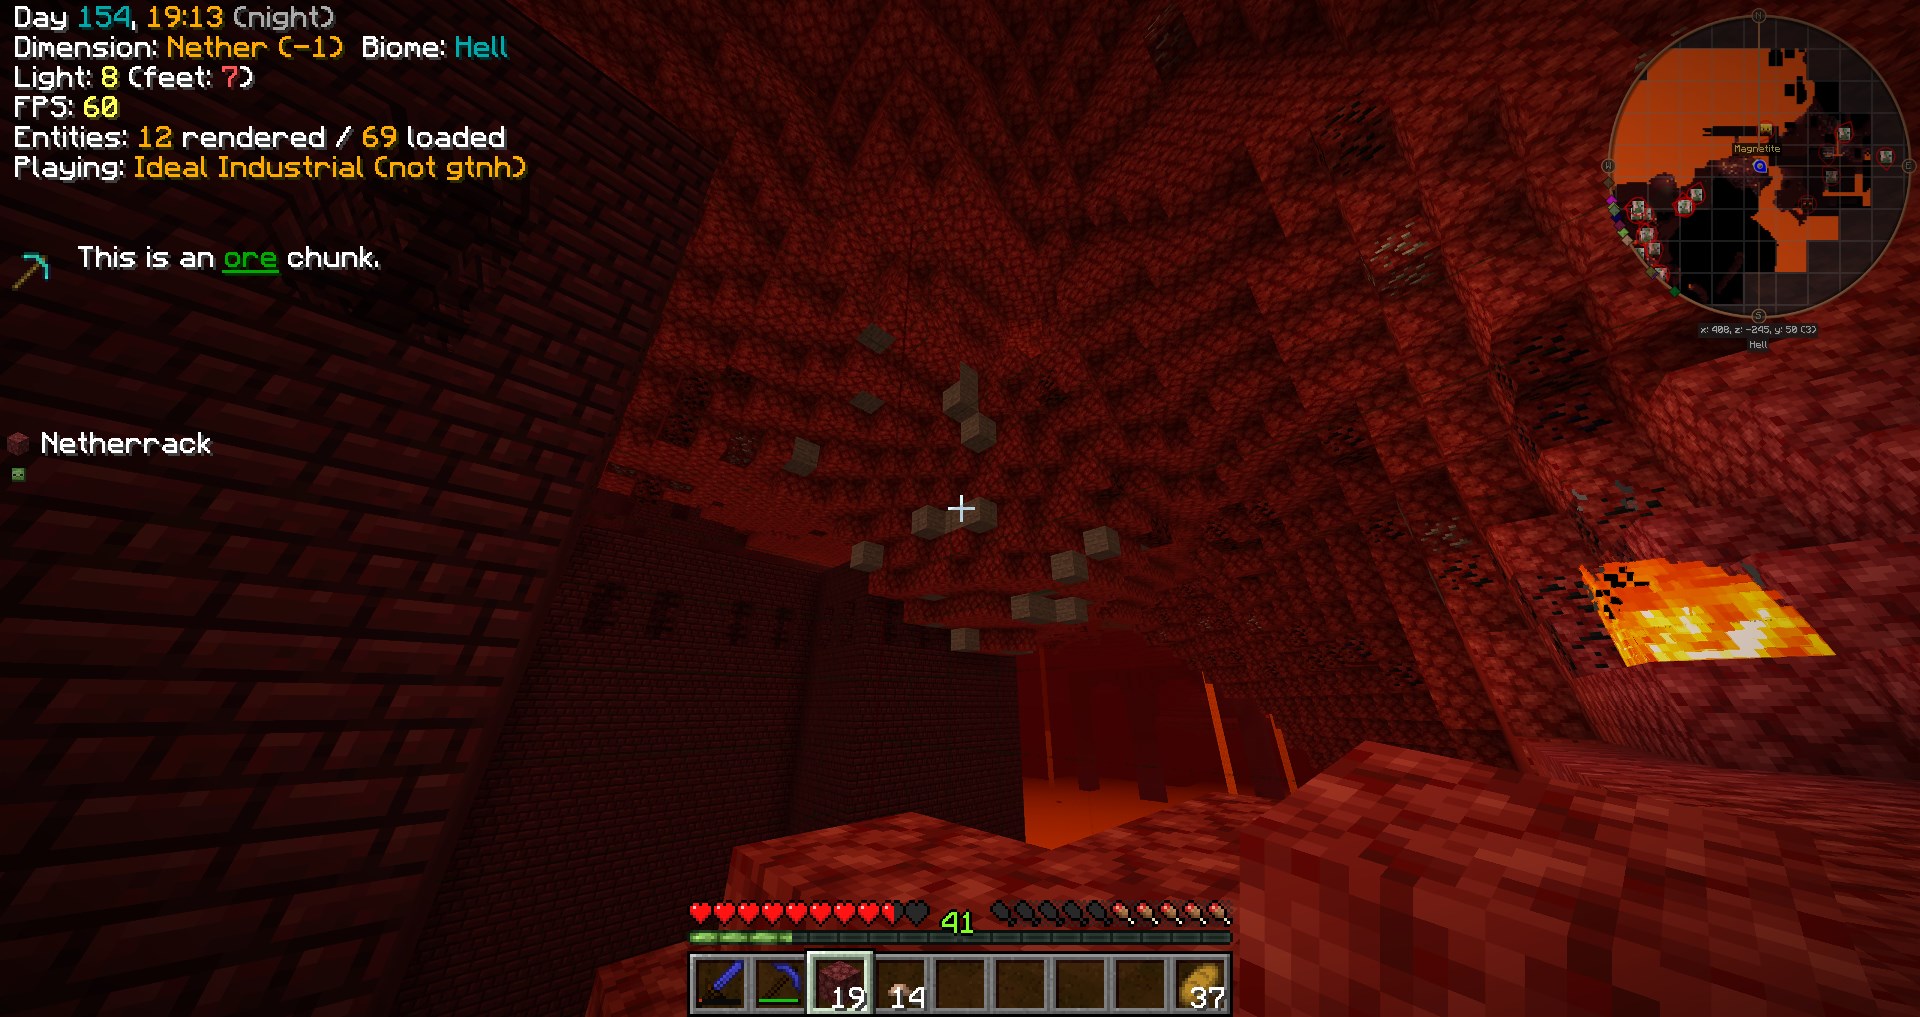 Day 154, 19:13 (night)
Dimension: Nether (-1) Biome: Hell
Light: 8 (feet: 7)
FPS: 60
Entities: 12 rendered / 69 loaded
Playing: Ideal Industrial (not gtnh)
This is an ore chunk.
Netherrack
N
Magnetite
W
E
S
x: 408, z: -245, y: 50 (3)
Hell
41
19
14
37